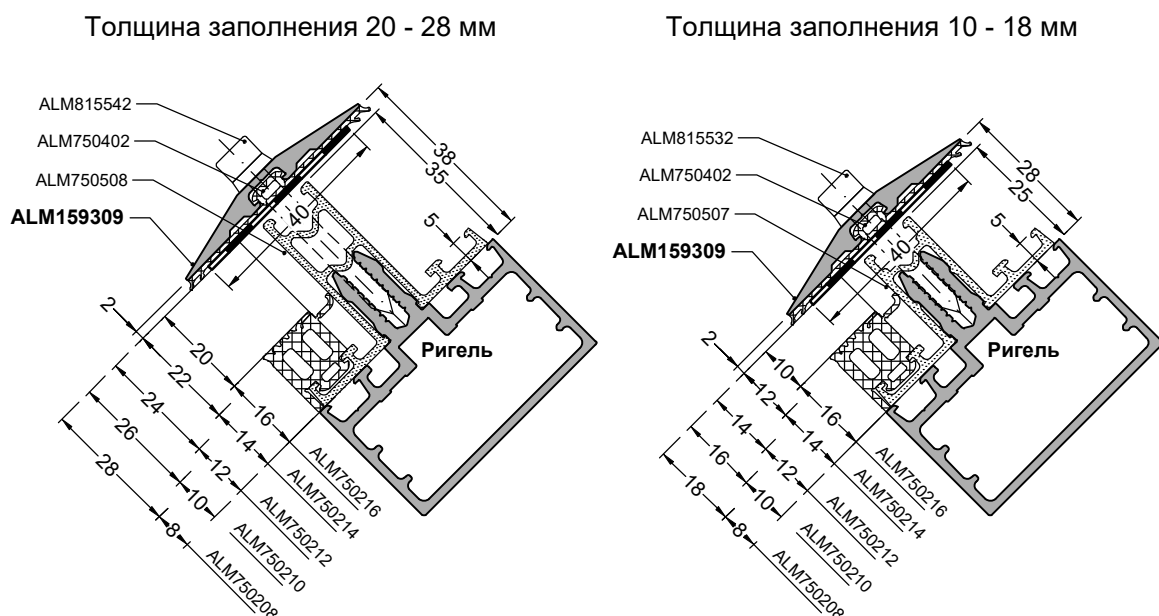 Толщина заполнения 20 - 28 мм
ALM815542
ALM750402
ALM750508
ALM159309
38
35
5
40
2
20
22
24
26
28
16
14
12
10
8
Ригель
ALM750216
ALM750214
ALM750212
ALM750210
ALM750208
Толщина заполнения 10 - 18 мм
ALM815532
ALM750402
ALM750507
ALM159309
28
25
5
40
2
10
12
14
16
18
16
14
12
10
8
Ригель
ALM750216
ALM750214
ALM750212
ALM750210
ALM750208